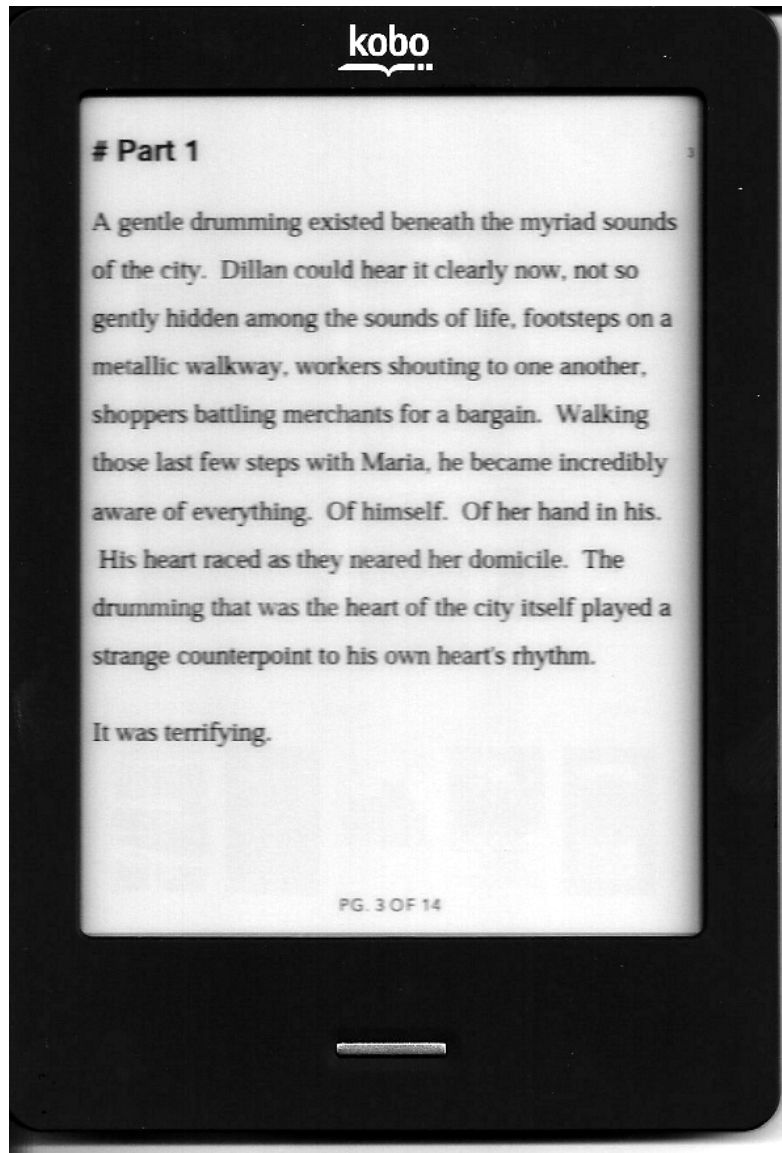 kobo
# Part 1
3
A gentle drumming existed beneath the myriad sounds
of the city.  Dillan could hear it clearly now, not so
gently hidden among the sounds of life, footsteps on a
metallic walkway, workers shouting to one another,
shoppers battling merchants for a bargain.  Walking
those last few steps with Maria, he became incredibly
aware of everything.  Of himself.  Of her hand in his.
 His heart raced as they neared her domicile.  The
drumming that was the heart of the city itself played a
strange counterpoint to his own heart's rhythm.
It was terrifying.
PG. 3 OF 14